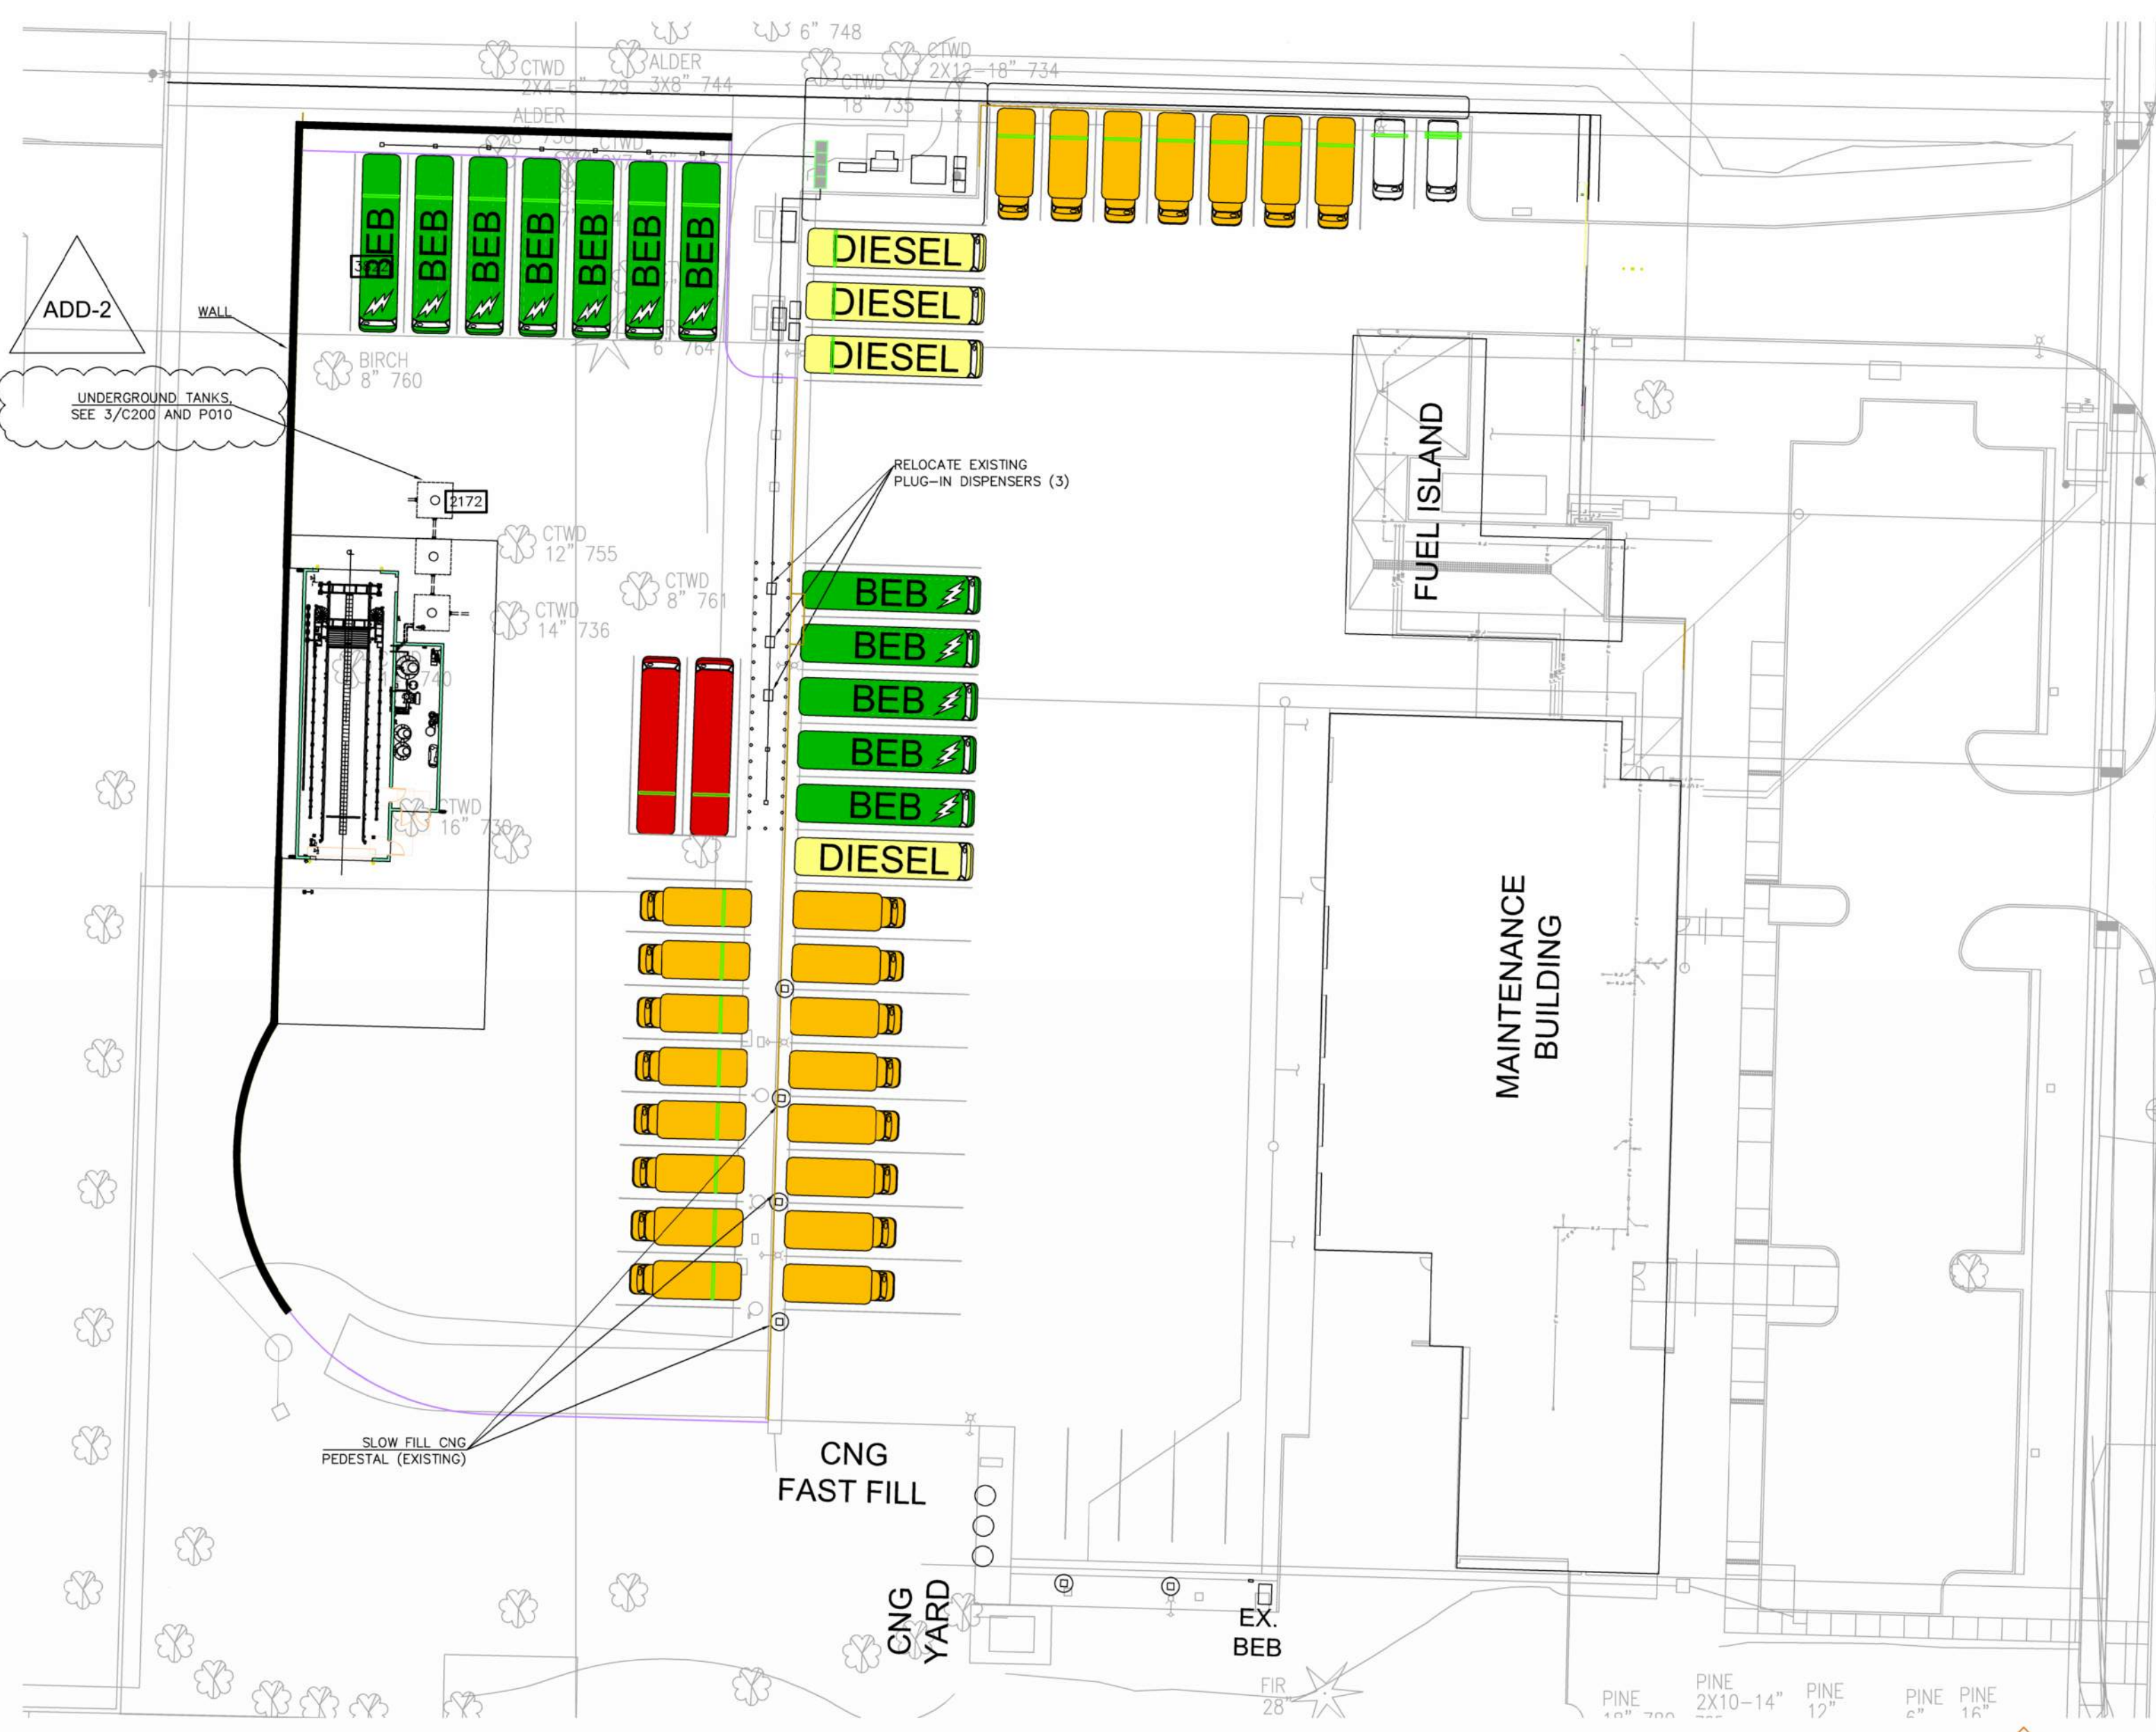 6" 748
CTWD
2X4-6" 729
ALDER
3X8" 744
CTWD
18" 735
CTWD
2X12-18" 734
ALDER
CTWD
BEB
BEB
BEB
BEB
BEB
BEB
BEB
DIESEL
DIESEL
DIESEL
ADD-2
WALL
6" 764
BIRCH
8" 760
UNDERGROUND TANKS,
SEE 3/C200 AND P010
2172
RELOCATE EXISTING
PLUG-IN DISPENSERS (3)
FUEL ISLAND
CTWD
12" 755
CTWD
8" 761
CTWD
14" 736
BEB
BEB
BEB
BEB
BEB
DIESEL
CTWD
16"
MAINTENANCE
BUILDING
SLOW FILL CNG
PEDESTAL (EXISTING)
CNG
FAST FILL
CNG
YARD
EX.
BEB
FIR
28"
PINE
PINE
2X10-14"
PINE
12"
PINE
6"
PINE
16"